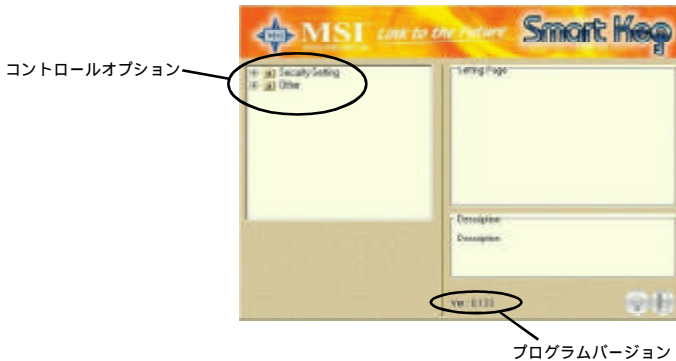 MSI Link to the Future Smart Key
コントロールオプション
Security Setting
Other
Setting Page
Description
Description
プログラムバージョン